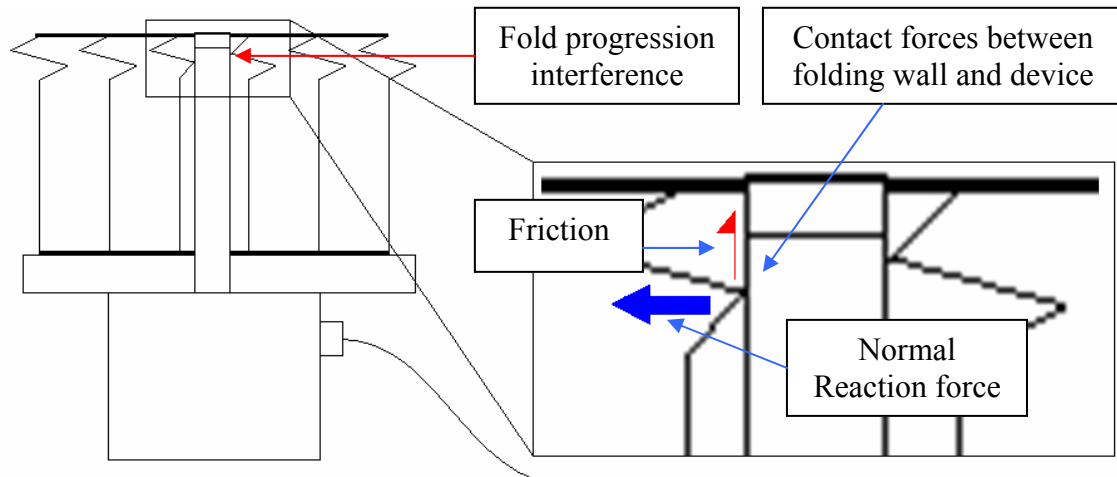 Fold progression
interference
Contact forces between
folding wall and device
Friction
Normal
Reaction force